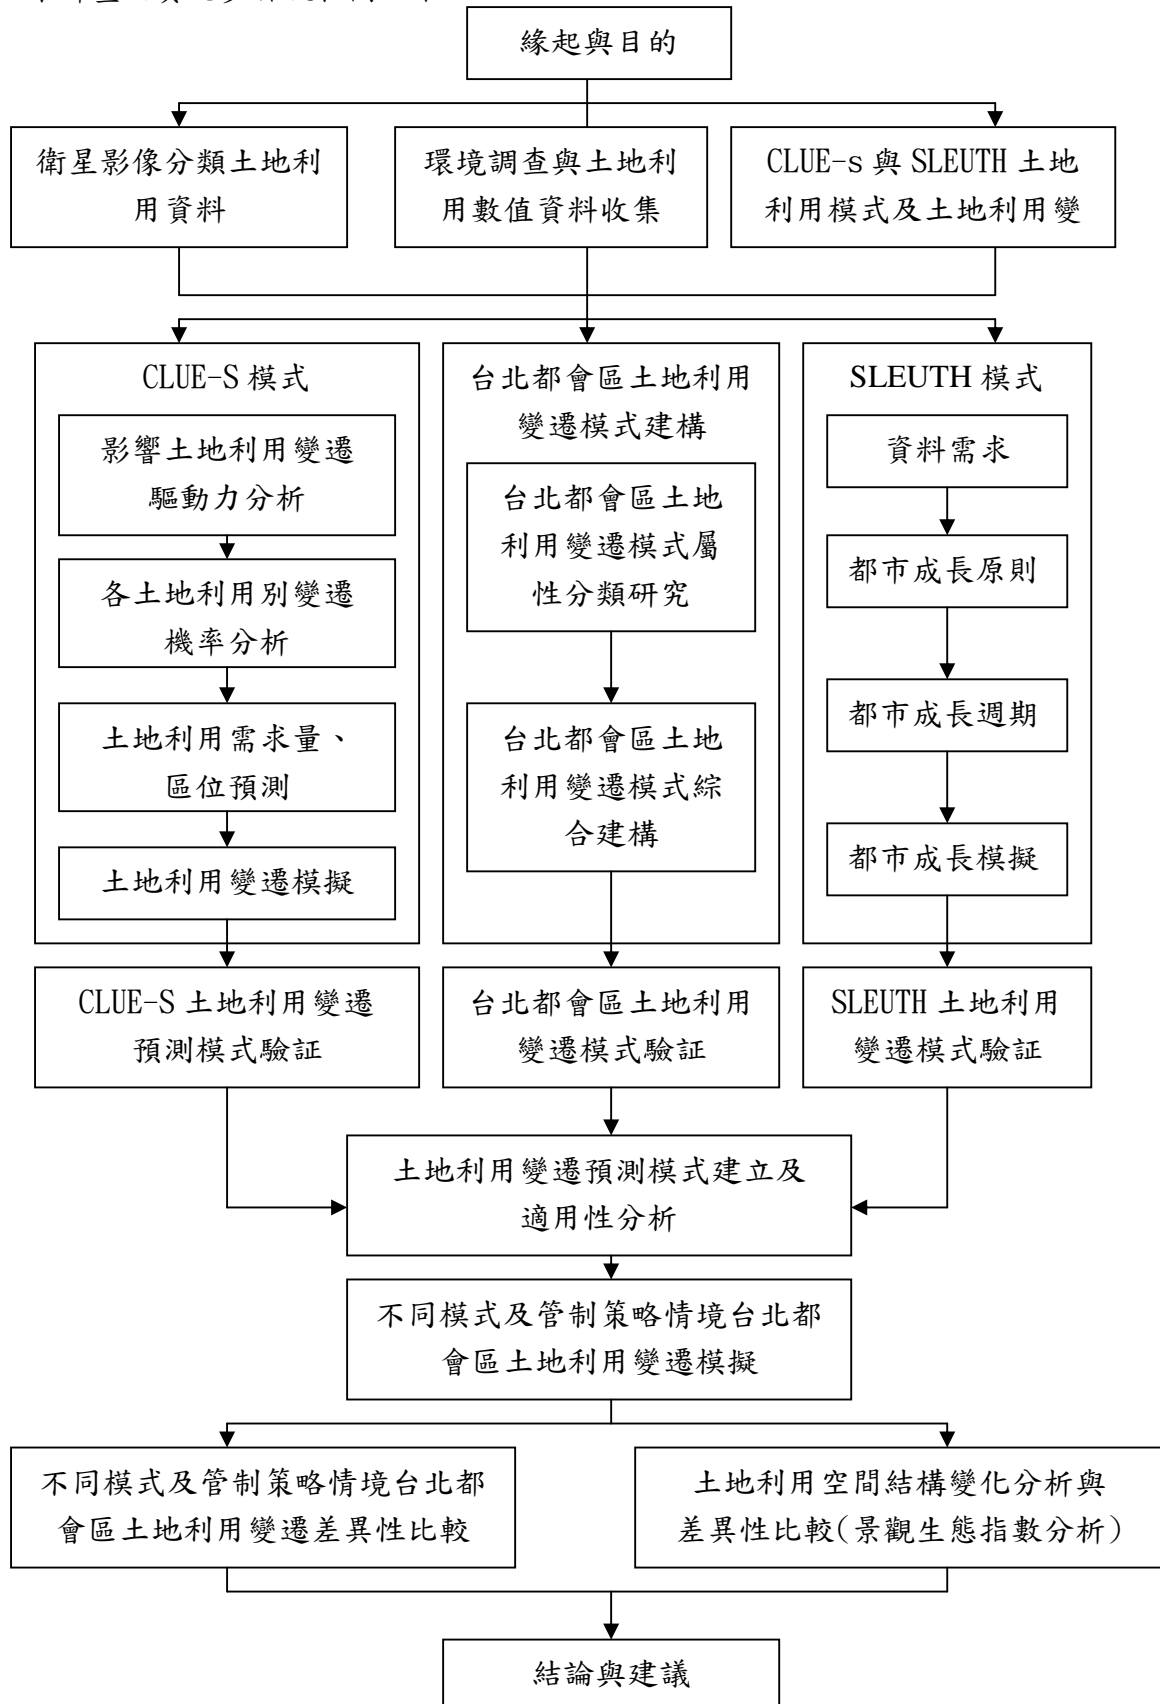 緣起與目的
衛星影像分類土地利
用資料
環境調查與土地利
用數值資料收集
CLUE-s 與 SLEUTH 土地
利用模式及土地利用變
CLUE-S 模式
影響土地利用變遷
驅動力分析
各土地利用別變遷
機率分析
土地利用需求量、
區位預測
土地利用變遷模擬
台北都會區土地利用
變遷模式建構
台北都會區土地
利用變遷模式屬
性分類研究
台北都會區土地
利用變遷模式綜
合建構
SLEUTH 模式
資料需求
都市成長原則
都市成長週期
都市成長模擬
CLUE-S 土地利用變遷
預測模式驗証
台北都會區土地利用
變遷模式驗証
SLEUTH 土地利用
變遷模式驗証
土地利用變遷預測模式建立及
適用性分析
不同模式及管制策略情境台北都
會區土地利用變遷模擬
不同模式及管制策略情境台北都
會區土地利用變遷差異性比較
土地利用空間結構變化分析與
差異性比較(景觀生態指數分析)
結論與建議